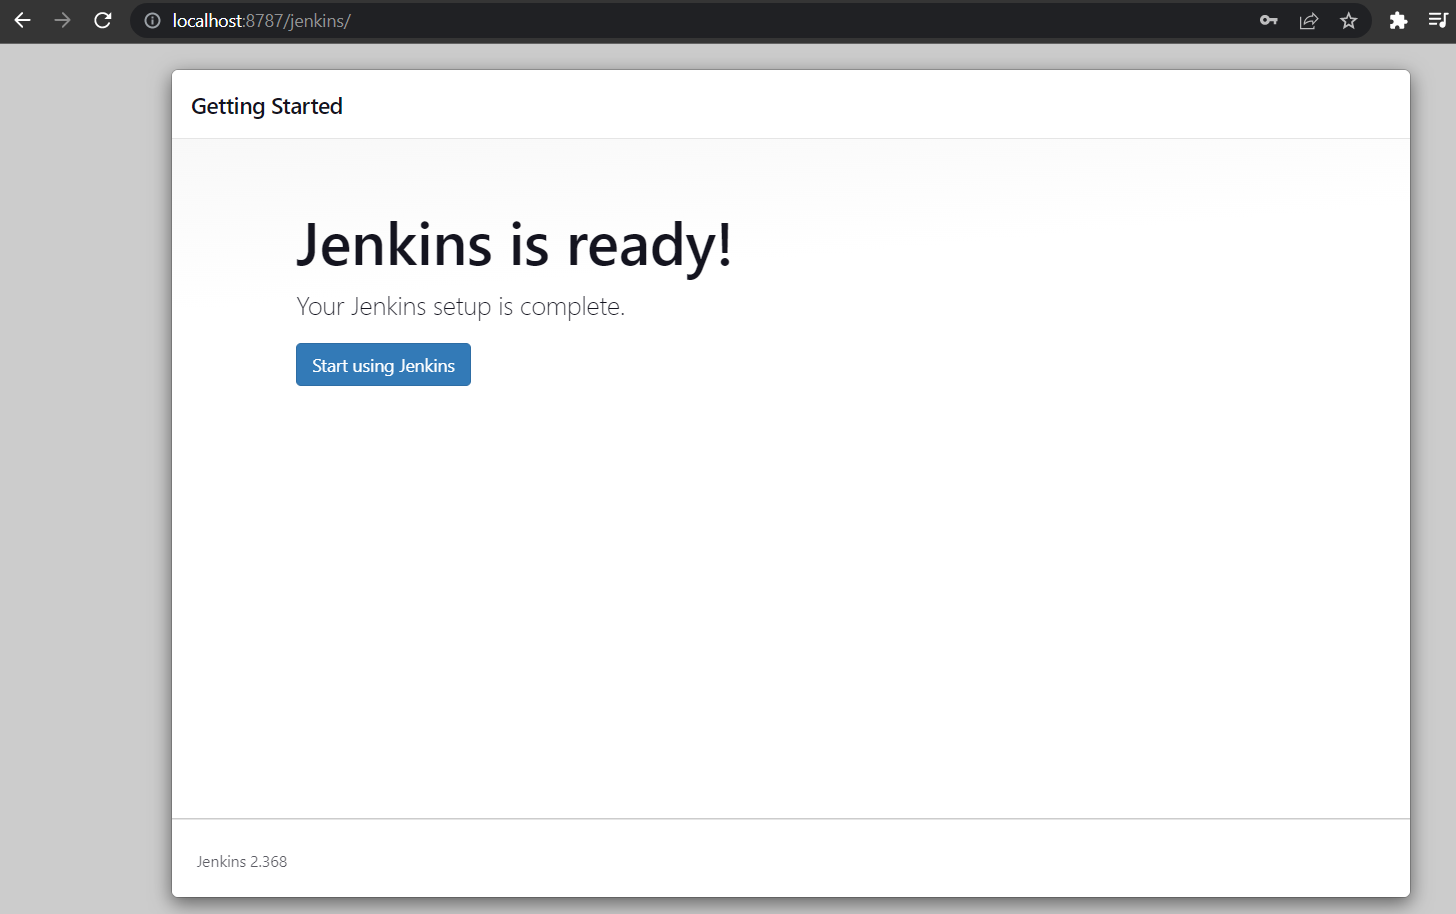 localhost:8787/jenkins/
Getting Started
Jenkins is ready!
Your Jenkins setup is complete.
Start using Jenkins
Jenkins 2.368